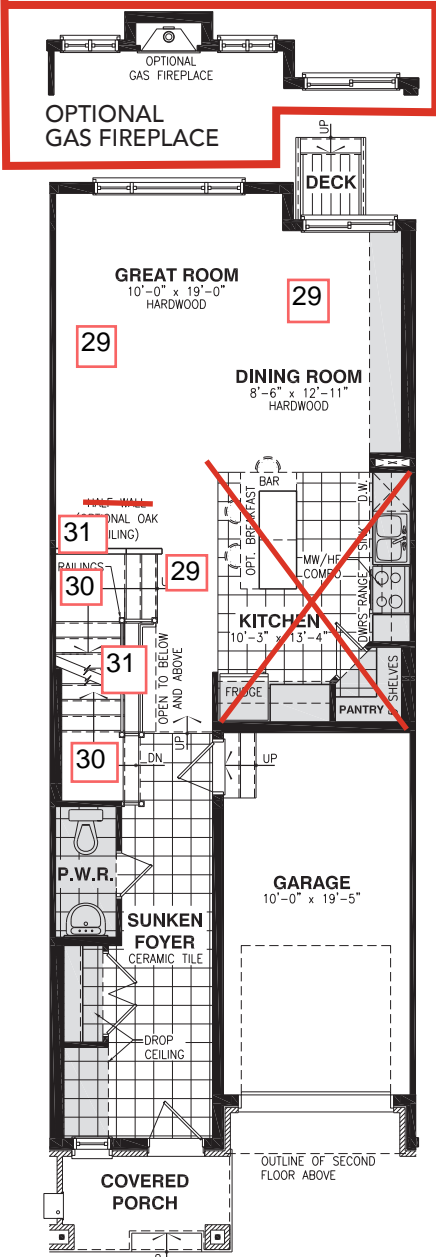 OPTIONAL
GAS FIREPLACE
OPTIONAL
GAS FIREPLACE
UP
DECK
GREAT ROOM
10'-0" x 19'-0"
HARDWOOD
29
29
DINING ROOM
8'-6" x 12'-11"
HARDWOOD
BAR
OPT. BREAKFAST
D.W.
SINK
MW/HF
COMBO
RANGE
DWRS
HALF WALL
(OPTIONAL OAK
RAILING)
31
RAILINGS
30
29
KITCHEN
10'-3" x 13'-4"
31
OPEN TO BELOW
AND ABOVE
FRIDGE
PANTRY
SHELVES
30
UP
DN
UP
P.W.R.
GARAGE
10'-0" x 19'-5"
SUNKEN
FOYER
CERAMIC TILE
DROP
CEILING
COVERED
PORCH
OUTLINE OF SECOND
FLOOR ABOVE